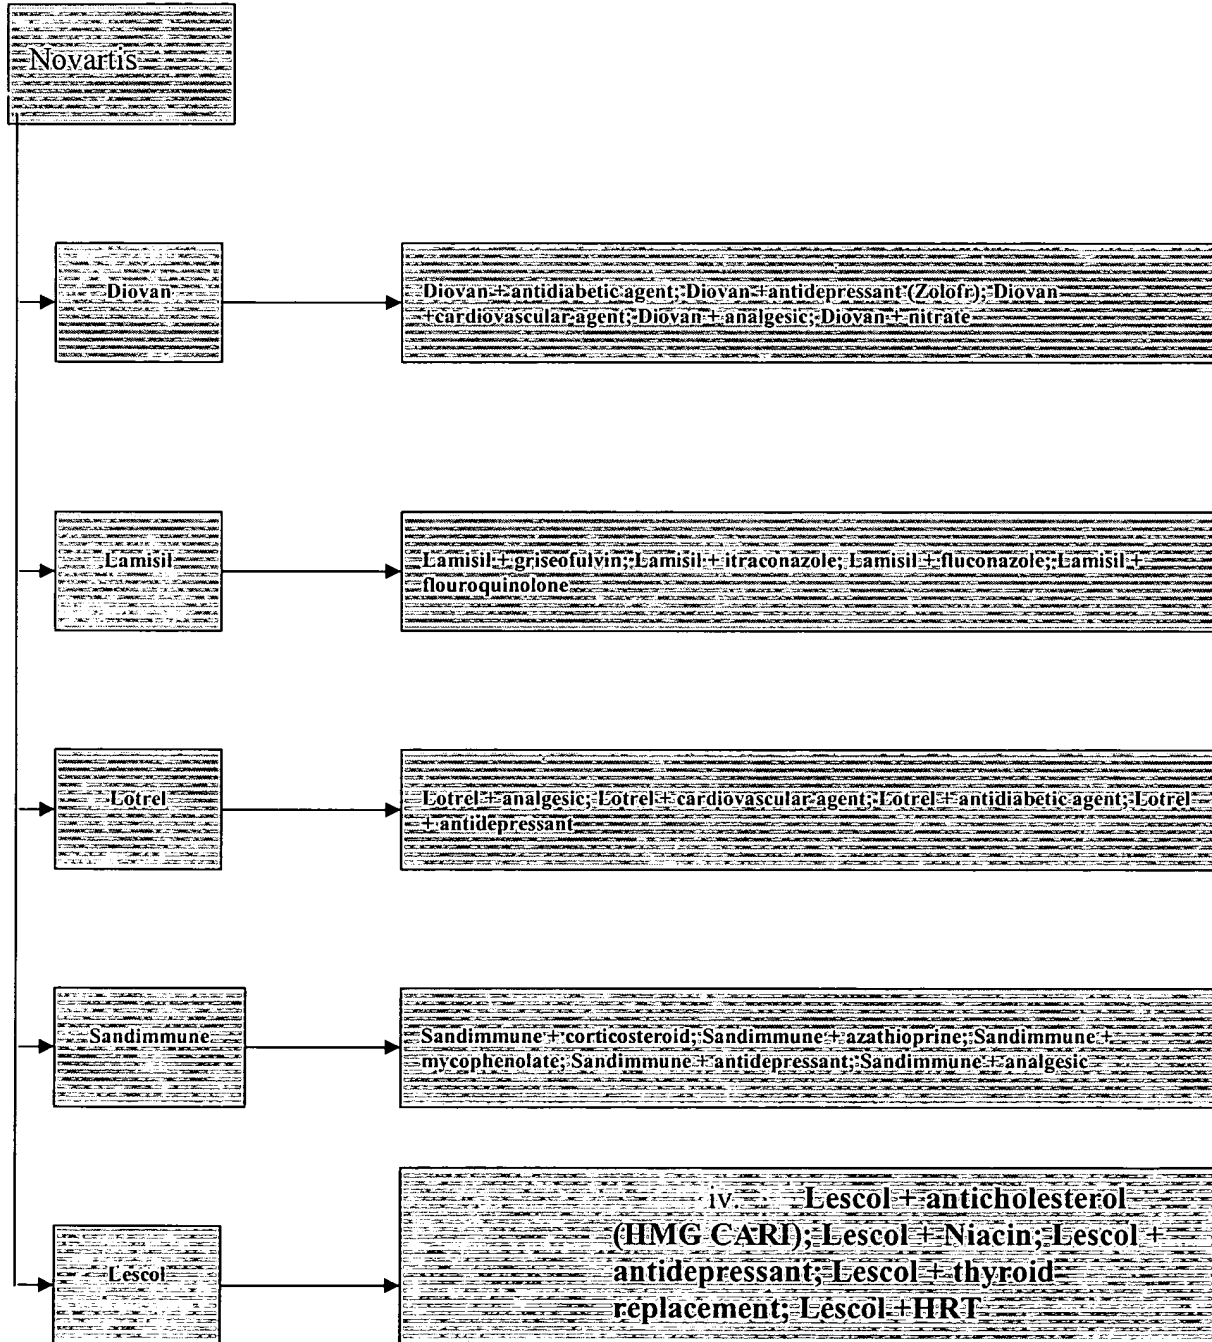 Novartis
Diovan
Diovan + antidiabetic agent; Diovan +antidepressant (Zolofr); Diovan
+cardiovascular agent; Diovan + analgesic; Diovan + nitrate
Lamisil
Lamisil + griseofulvin; Lamisil + itraconazole; Lamisil + fluconazole; Lamisil +
flouroquinolone
Lotrel
Lotrel + analgesic; Lotrel + cardiovascular agent; Lotrel + antidiabetic agent; Lotrel
+ antidepressant
Sandimmune
Sandimmune + corticosteroid; Sandimmune + azathioprine; Sandimmune +
mycophenolate; Sandimmune + antidepressant; Sandimmune + analgesic
Lescol
iv. Lescol + anticholesterol
(HMG CARI); Lescol + Niacin; Lescol +
antidepressant; Lescol + thyroid
replacement; Lescol +HRT